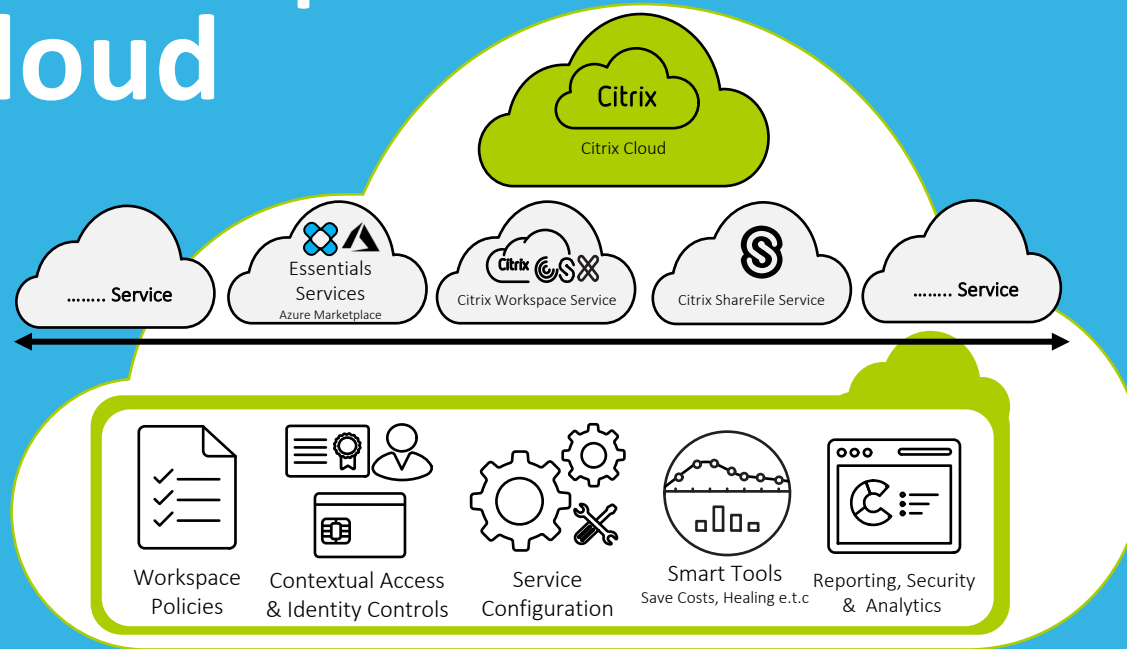 loud
Citrix
Citrix Cloud
........ Service
Essentials
Services
Azure Marketplace
Citrix
Citrix Workspace Service
Citrix ShareFile Service
........ Service
Workspace
Policies
Contextual Access
& Identity Controls
Service
Configuration
Smart Tools
Save Costs, Healing e.t.c
Reporting, Security
& Analytics